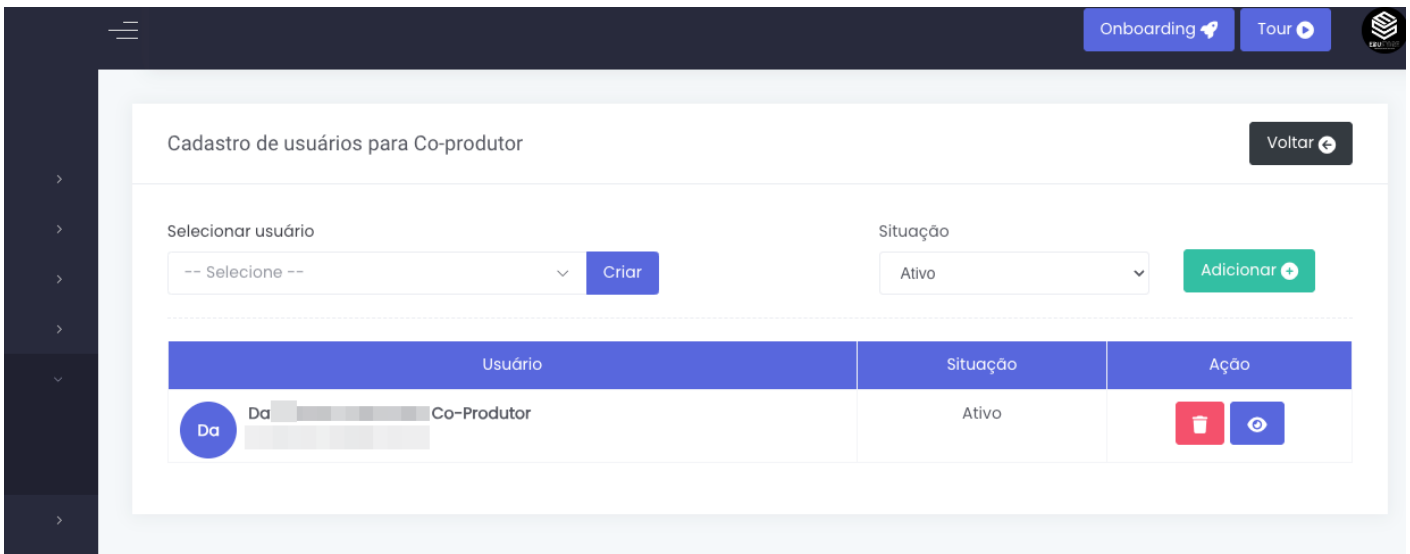 Onboarding Tour
Cadastro de usuários para Co-produtor Voltar
Selecionar usuário Situação
-- Selecione -- Criar Ativo Adicionar
Usuário Situação Ação
Da Da Co-Produtor Ativo